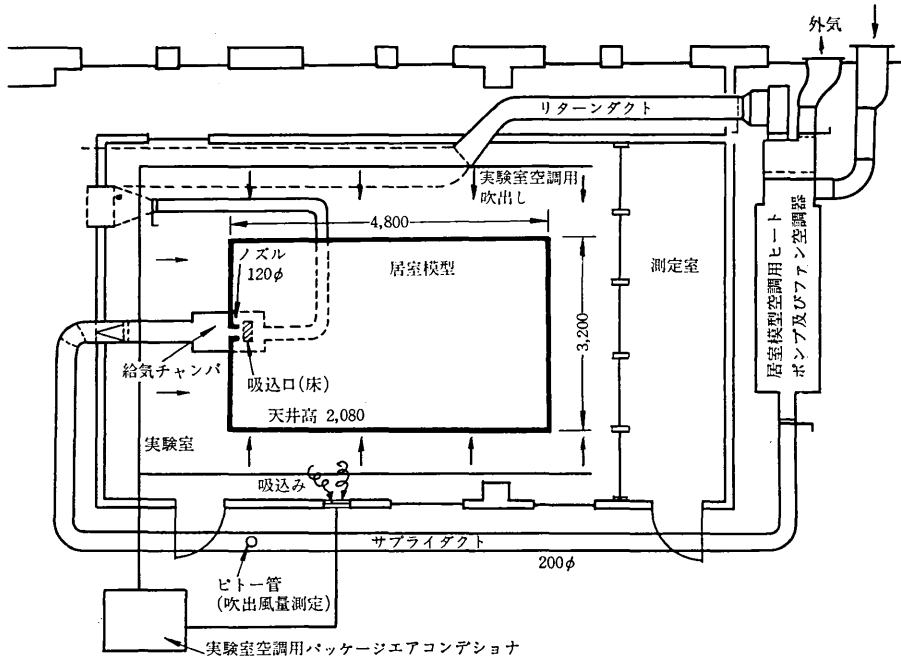 外気
リターンダクト
実験室空調用
吹出し
4,800
ノズル
120φ
居室模型
測定室
居室模型空調用ヒート
ポンプ及びファン空調器
3,200
給気チャンバ
吸込口(床)
天井高 2,080
実験室
吸込み
サプライダクト
200φ
ピトー管
(吹出風量測定)
実験室空調用パッケージエアコンデショナ